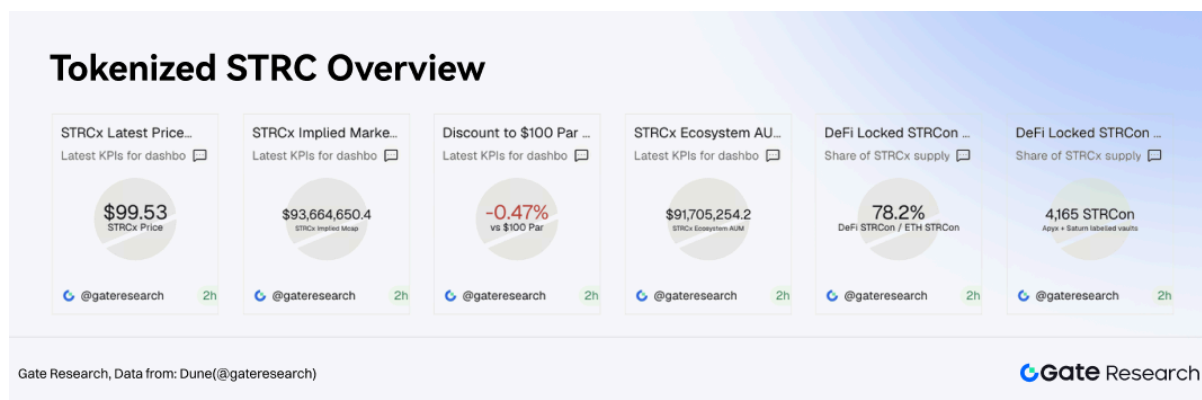 Tokenized STRC Overview
STRCx Latest Price...
Latest KPIs for dashbo
$99.53
STRCx Price
@gateresearch 2h
STRCx Implied Marke...
Latest KPIs for dashbo
$93,664,650.4
STRCx Implied Mcap
@gateresearch 2h
Discount to $100 Par ...
Latest KPIs for dashbo
-0.47%
vs $100 Par
@gateresearch 2h
STRCx Ecosystem AU...
Latest KPIs for dashbo
$91,705,254.2
STRCx Ecosystem AUM
@gateresearch 2h
DeFi Locked STRCon ...
Share of STRCx supply
78.2%
DeFi STRCon / ETH STRCon
@gateresearch 2h
DeFi Locked STRCon ...
Share of STRCx supply
4,165 STRCon
Apyx + Saturn labelled vaults
@gateresearch 2h
Gate Research, Data from: Dune(@gateresearch)
Gate Research